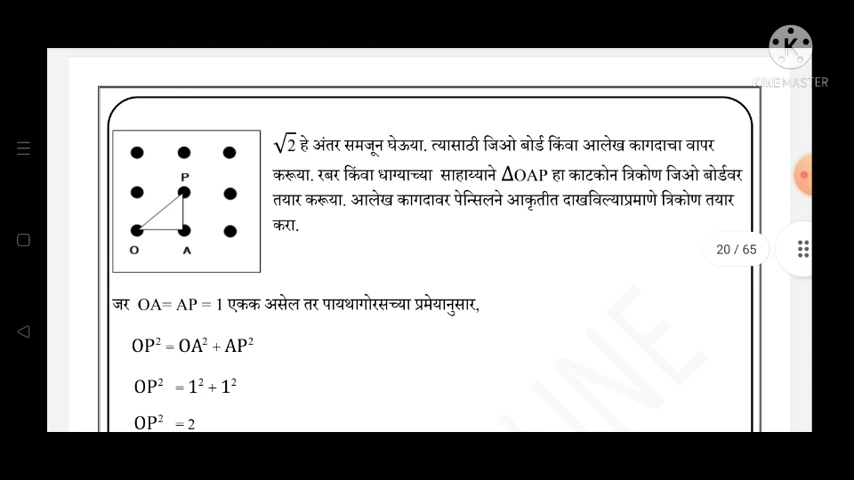 KINEMASTER
√2 हे अंतर समजून घेऊया. त्यासाठी जिओ बोर्ड किंवा आलेख कागदाचा वापर
करूया. रबर किंवा धाग्याच्या साहाय्याने ΔOAP हा काटकोन त्रिकोण जिओ बोर्डवर
तयार करूया. आलेख कागदावर पेन्सिलने आकृतीत दाखविल्याप्रमाणे त्रिकोण तयार
करा.
P
O A
20 / 65
जर OA= AP = 1 एकक असेल तर पायथागोरसच्या प्रमेयानुसार,
OP² = OA² + AP²
OP² = 1² + 1²
OP² = 2